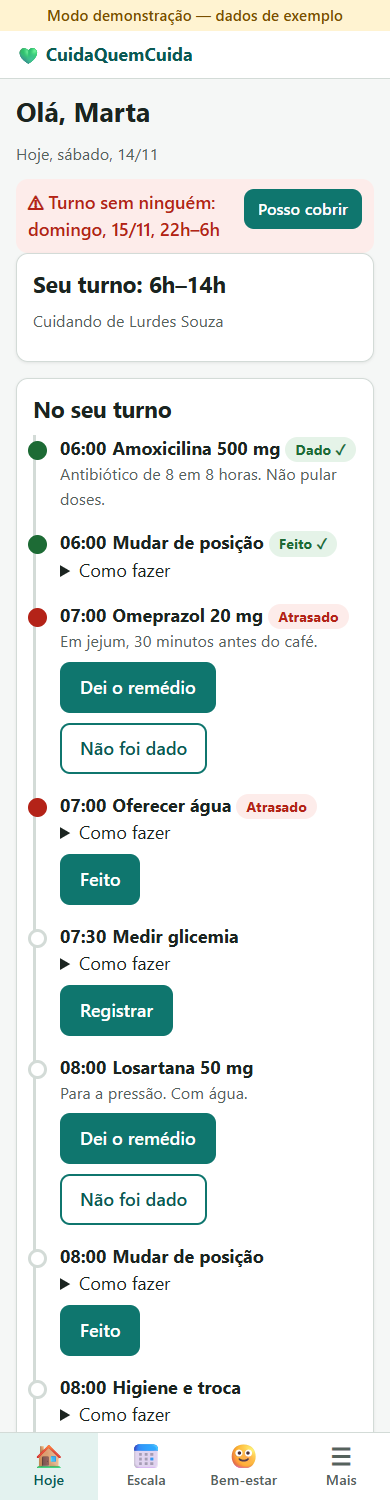 Modo demonstração — dados de exemplo
CuidaQuemCuida
Olá, Marta
Hoje, sábado, 14/11
⚠ Turno sem ninguém:
domingo, 15/11, 22h–6h
Posso cobrir
Seu turno: 6h–14h
Cuidando de Lurdes Souza
No seu turno
06:00 Amoxicilina 500 mg Dado ✓
Antibiótico de 8 em 8 horas. Não pular
doses.
06:00 Mudar de posição Feito ✓
▶ Como fazer
07:00 Omeprazol 20 mg Atrasado
Em jejum, 30 minutos antes do café.
Dei o remédio
Não foi dado
07:00 Oferecer água Atrasado
▶ Como fazer
Feito
07:30 Medir glicemia
▶ Como fazer
Registrar
08:00 Losartana 50 mg
Para a pressão. Com água.
Dei o remédio
Não foi dado
08:00 Mudar de posição
▶ Como fazer
Feito
08:00 Higiene e troca
▶ Como fazer
Hoje
Escala
Bem-estar
Mais